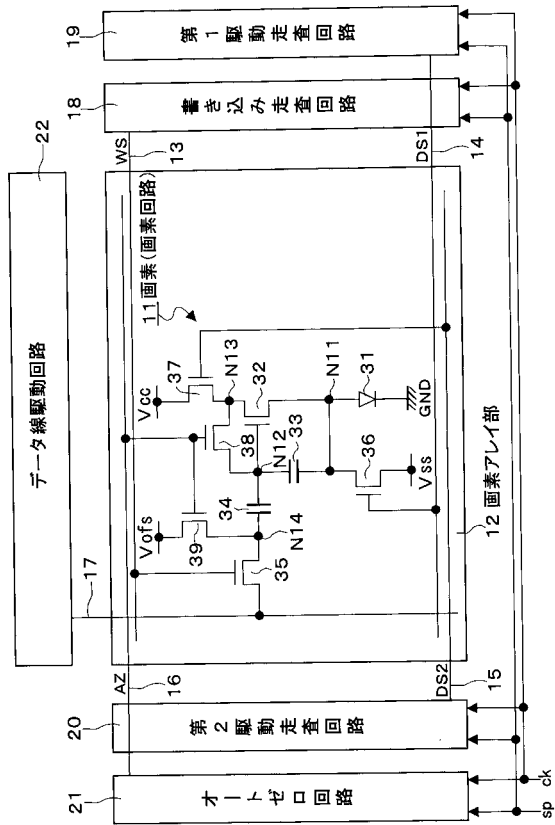 22
データ線駆動回路
17
21
オートゼロ回路
20
第2駆動走査回路
18
書き込み走査回路
19
第1駆動走査回路
AZ
16
WS
13
DS2
15
DS1
14
11画素(画素回路)
Vofs
Vcc
37
39
38
N13
32
34
N12
33
N14
35
N11
31
36
GND
Vss
12画素アレイ部
sp
ck